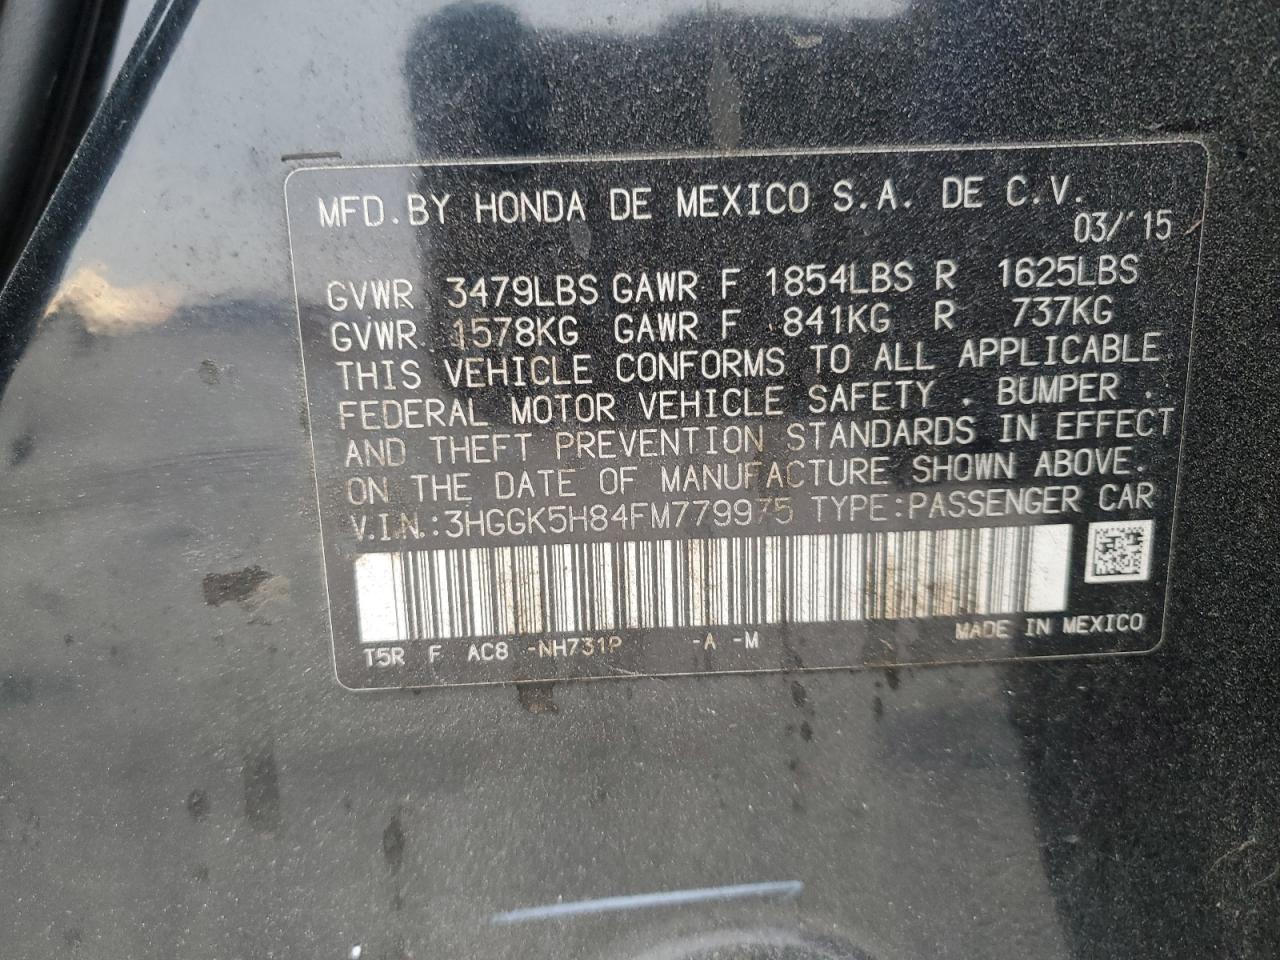 MFD.BY HONDA DE MEXICO S.A. DE C.V.
03/'15
GVWR 3479LBS GAWR F 1854LBS R 1625LBS
GVWR 1578KG GAWR F 841KG R 737KG
THIS VEHICLE CONFORMS TO ALL APPLICABLE
FEDERAL MOTOR VEHICLE SAFETY , BUMPER ,
AND THEFT PREVENTION STANDARDS IN EFFECT
ON THE DATE OF MANUFACTURE SHOWN ABOVE.
V.I.N.:3HGGK5H84FM779975 TYPE:PASSENGER CAR
T5R F AC8 -NH731P -A -M
MADE IN MEXICO